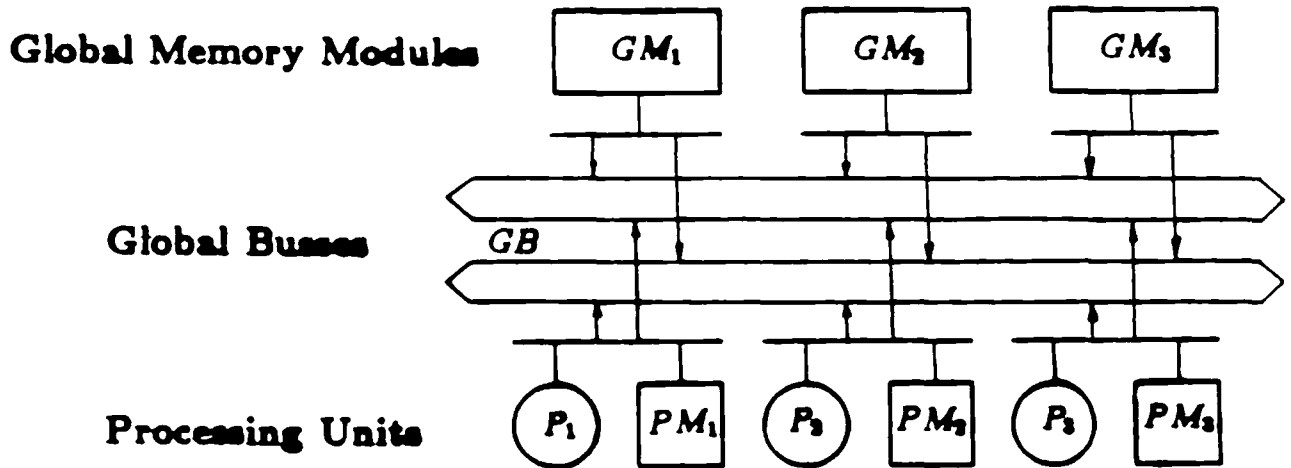 Global Memory Modules
GM₁ GM₂ GM₃
Global Busses
GB
P₁ PM₁ P₂ PM₂ P₃ PM₃
Processing Units